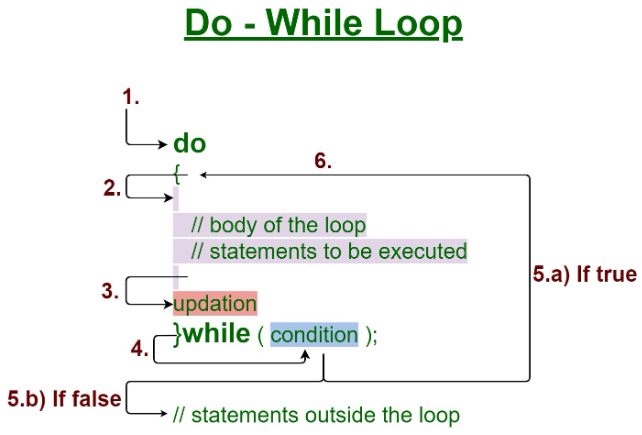 Do - While Loop
1.
do
6.
{
2.
// body of the loop
// statements to be executed
5.a) If true
3.
updation
}while ( condition );
4.
5.b) If false
// statements outside the loop